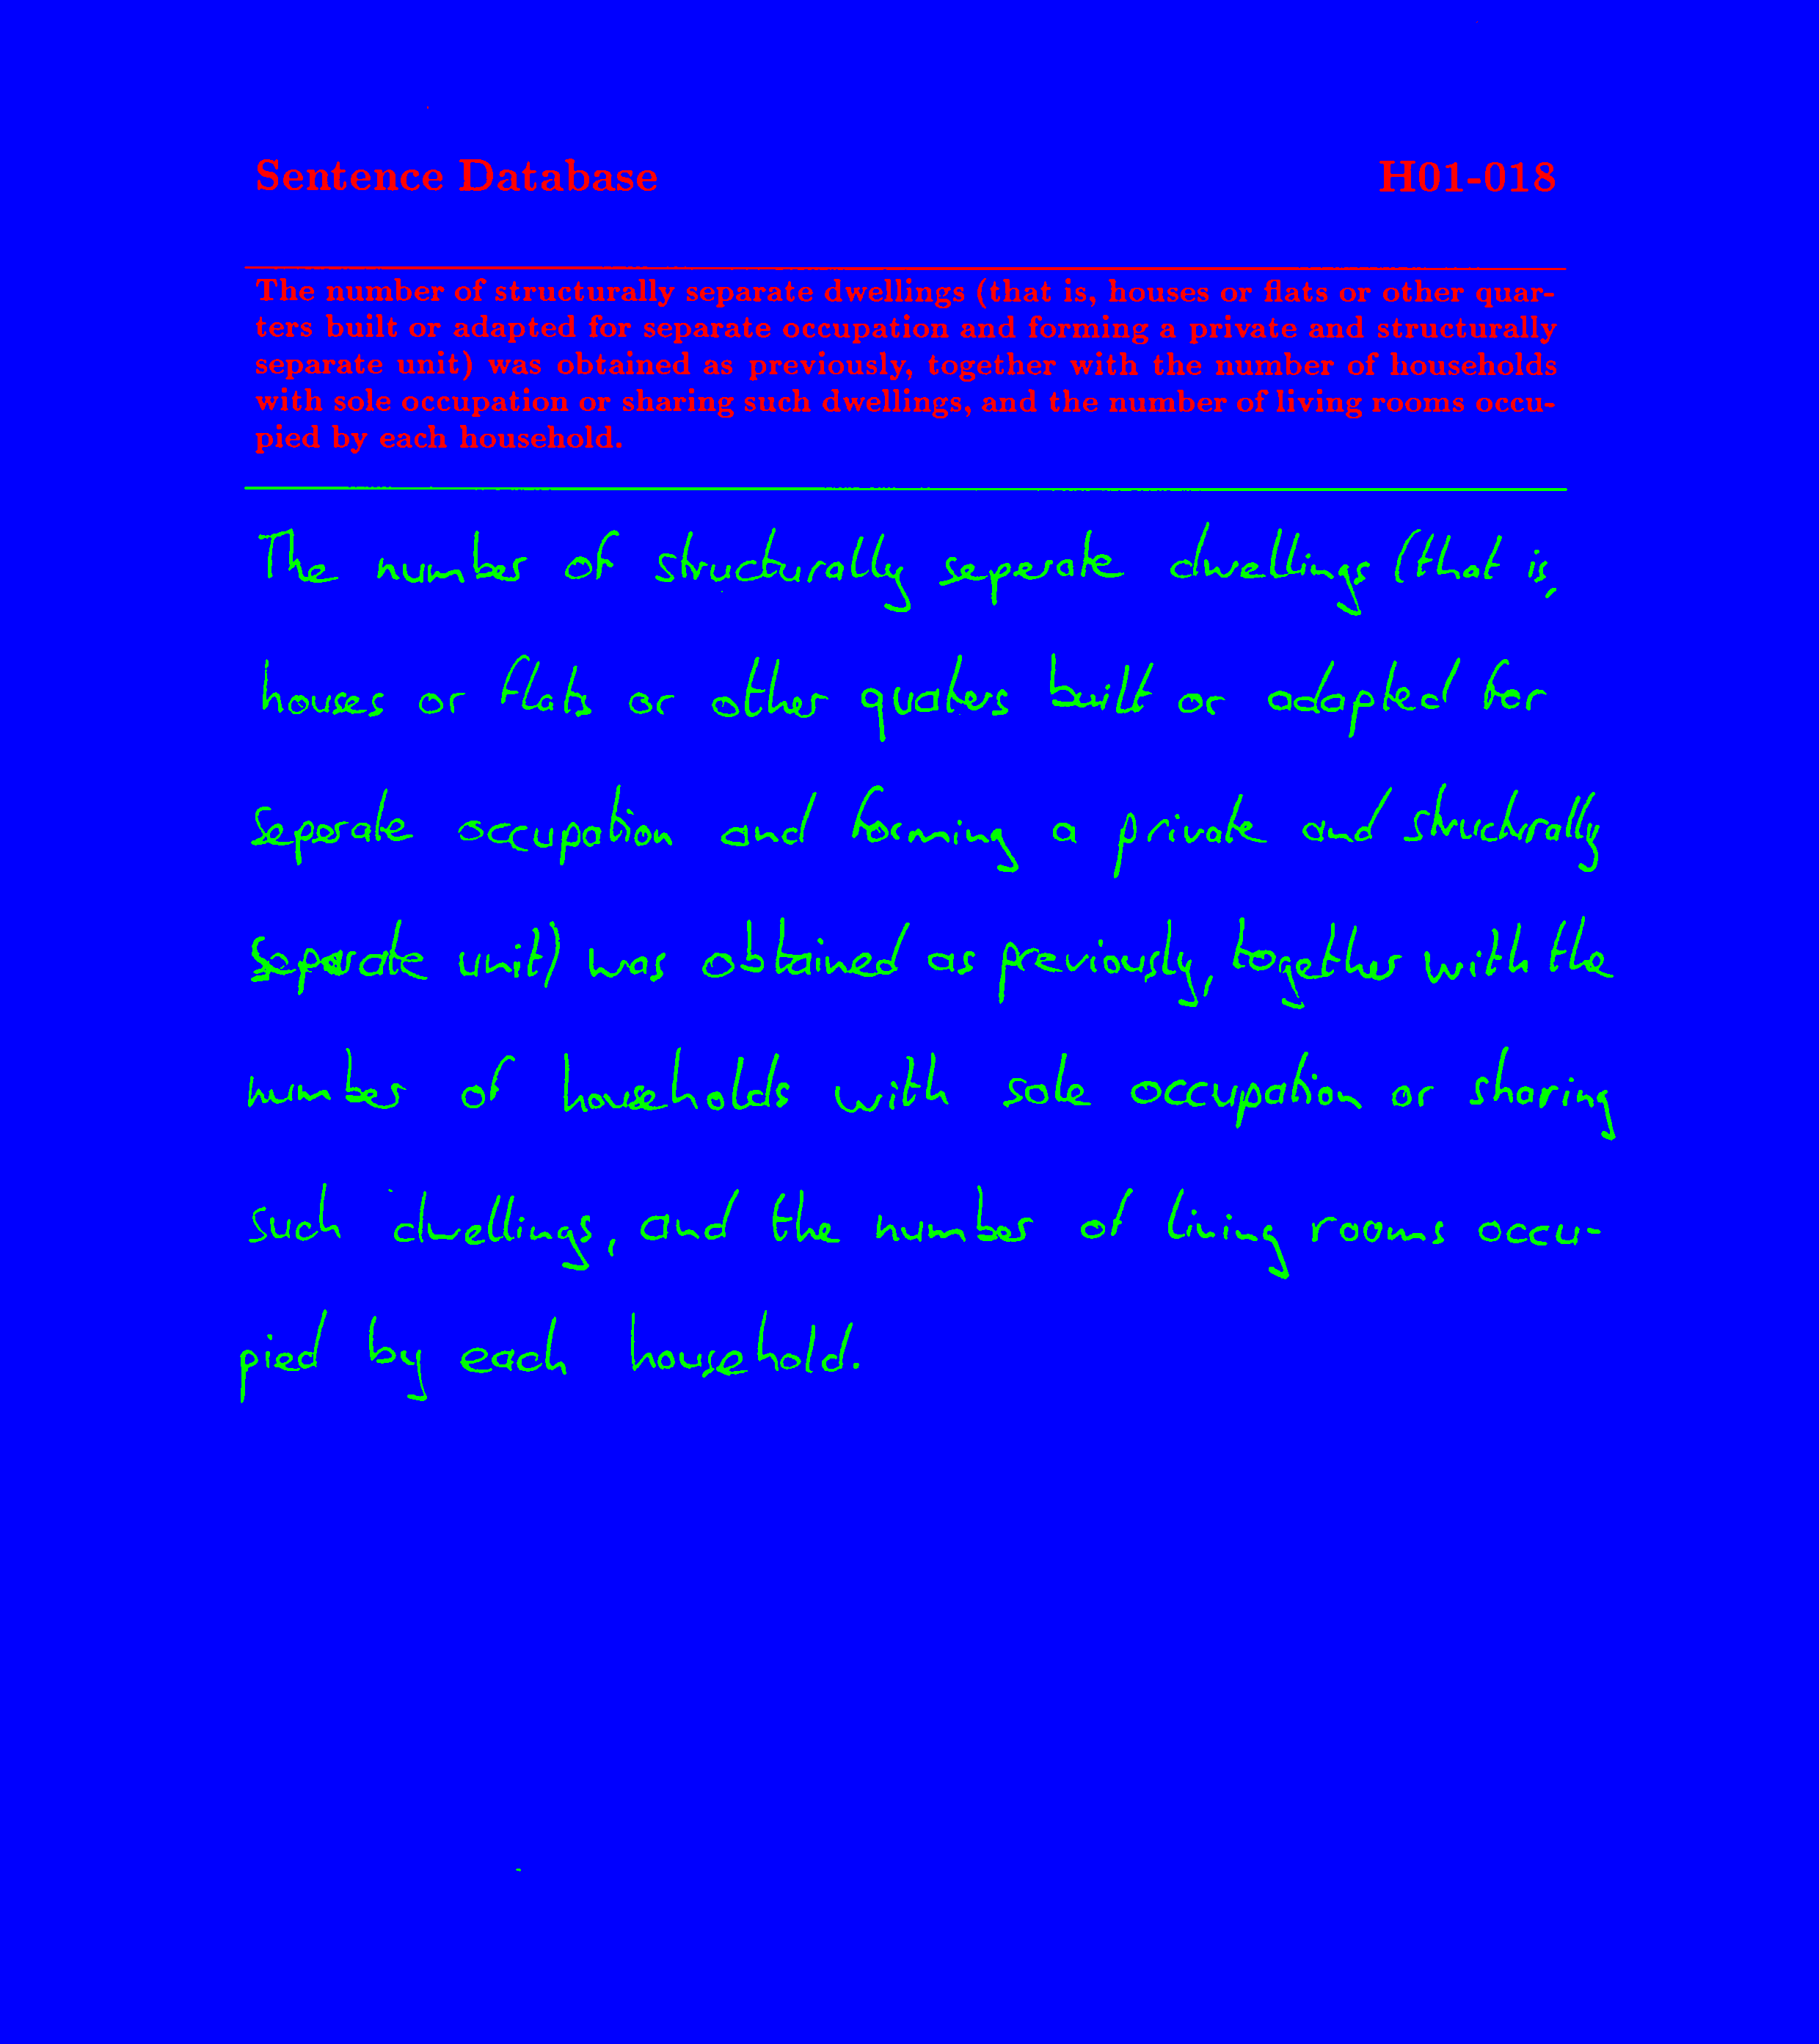 Sentence Database H01-018
The number of structurally separate dwellings (that is, houses or flats or other quar-
ters built or adapted for separate occupation and forming a private and structurally
separate unit) was obtained as previously, together with the number of households
with sole occupation or sharing such dwellings, and the number of living rooms occu-
pied by each household.
The number of structurally seperate dwellings (that is,
houses or flats or other quaters built or adapted for
seperate occupation and forming a private and structurally
separate unit) was obtained as previously, together with the
number of households with sole occupation or sharing
such dwellings, and the number of living rooms occu-
pied by each household.